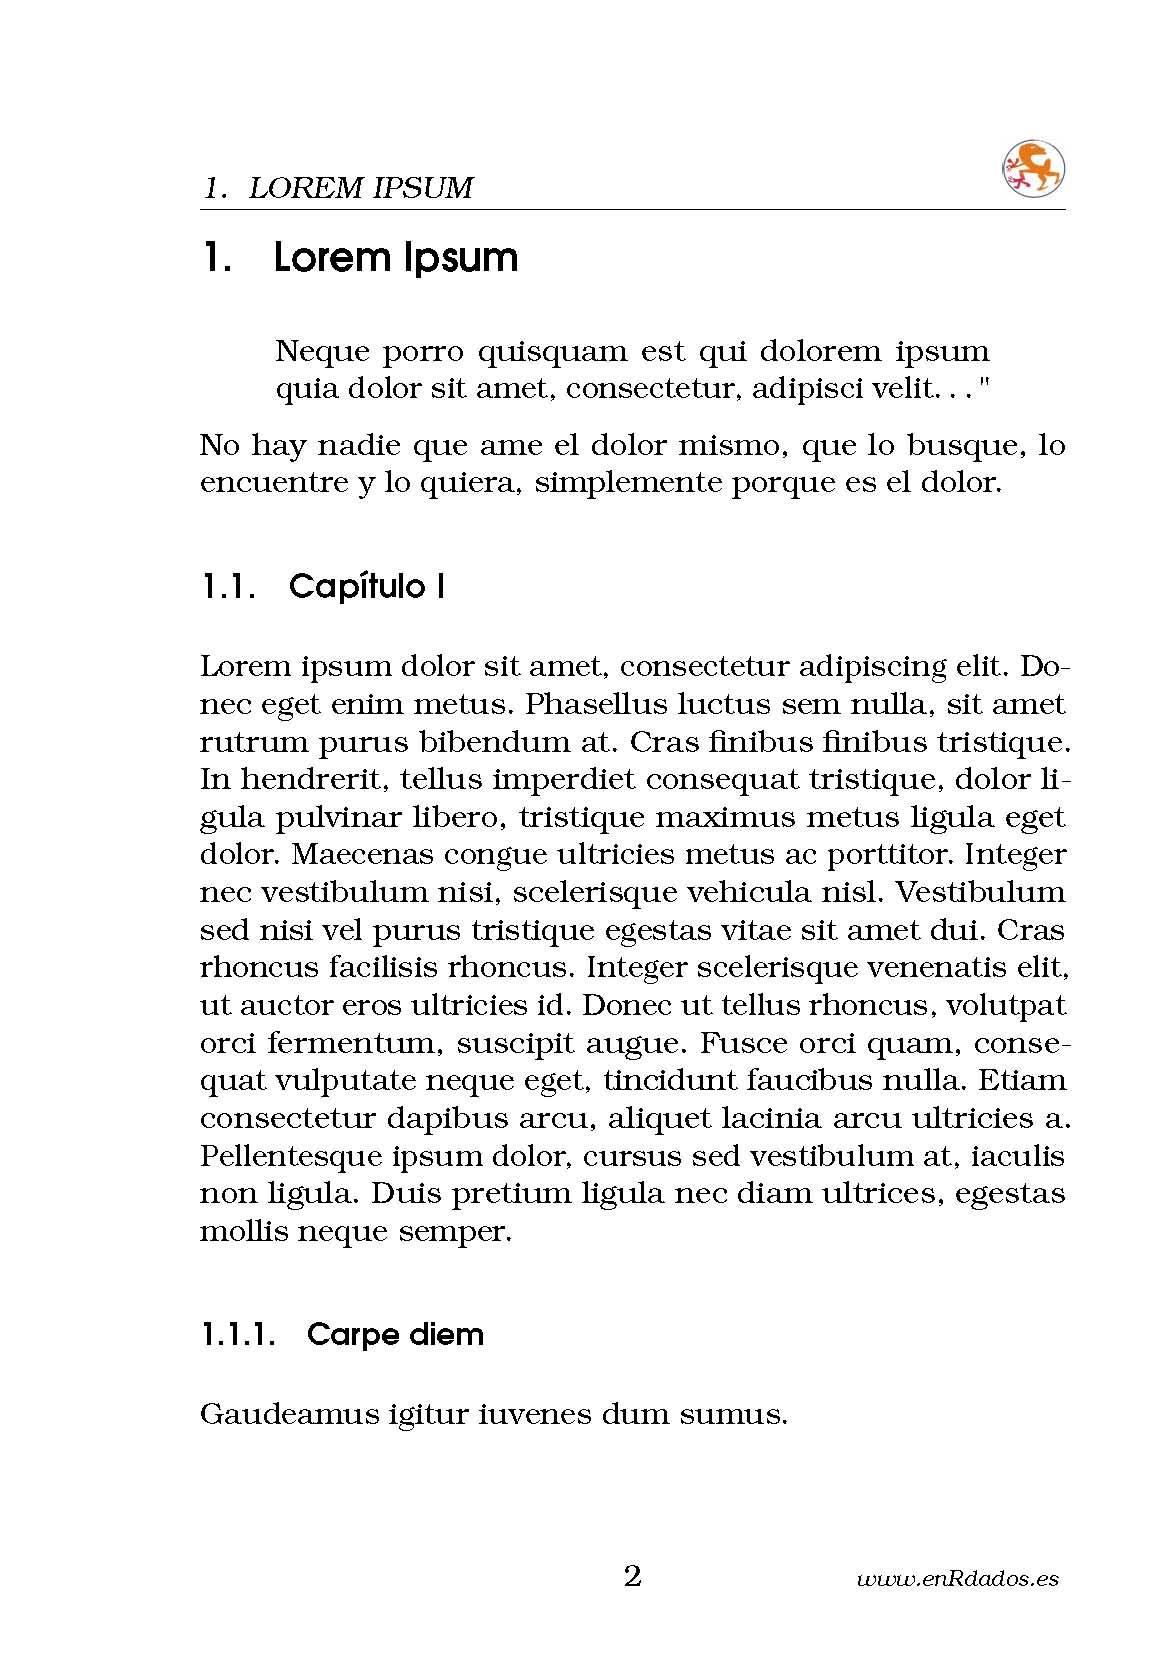 1. LOREM IPSUM
1. Lorem Ipsum
Neque porro quisquam est qui dolorem ipsum
quia dolor sit amet, consectetur, adipisci velit. . . "
No hay nadie que ame el dolor mismo, que lo busque, lo
encuentre y lo quiera, simplemente porque es el dolor.
1.1. Capítulo I
Lorem ipsum dolor sit amet, consectetur adipiscing elit. Do-
nec eget enim metus. Phasellus luctus sem nulla, sit amet
rutrum purus bibendum at. Cras finibus finibus tristique.
In hendrerit, tellus imperdiet consequat tristique, dolor li-
gula pulvinar libero, tristique maximus metus ligula eget
dolor. Maecenas congue ultricies metus ac porttitor. Integer
nec vestibulum nisi, scelerisque vehicula nisl. Vestibulum
sed nisi vel purus tristique egestas vitae sit amet dui. Cras
rhoncus facilisis rhoncus. Integer scelerisque venenatis elit,
ut auctor eros ultricies id. Donec ut tellus rhoncus, volutpat
orci fermentum, suscipit augue. Fusce orci quam, conse-
quat vulputate neque eget, tincidunt faucibus nulla. Etiam
consectetur dapibus arcu, aliquet lacinia arcu ultricies a.
Pellentesque ipsum dolor, cursus sed vestibulum at, iaculis
non ligula. Duis pretium ligula nec diam ultrices, egestas
mollis neque semper.
1.1.1. Carpe diem
Gaudeamus igitur iuvenes dum sumus.
2 www.enRdados.es